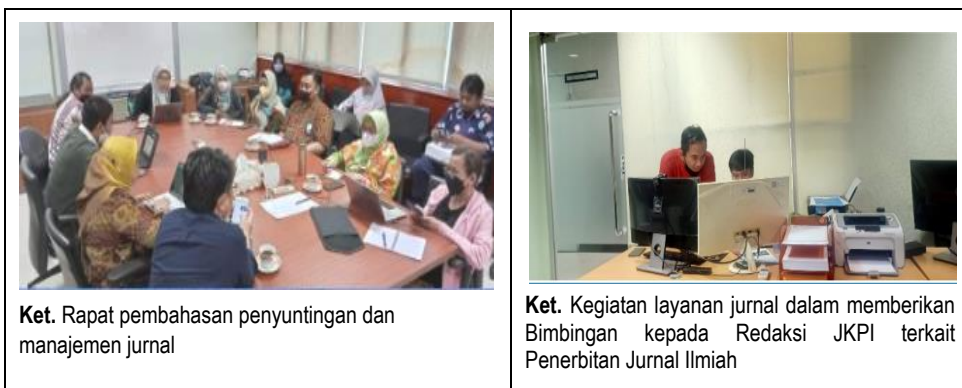 Ket. Rapat pembahasan penyuntingan dan
manajemen jurnal
Ket. Kegiatan layanan jurnal dalam memberikan
Bimbingan kepada Redaksi JKPI terkait
Penerbitan Jurnal Ilmiah